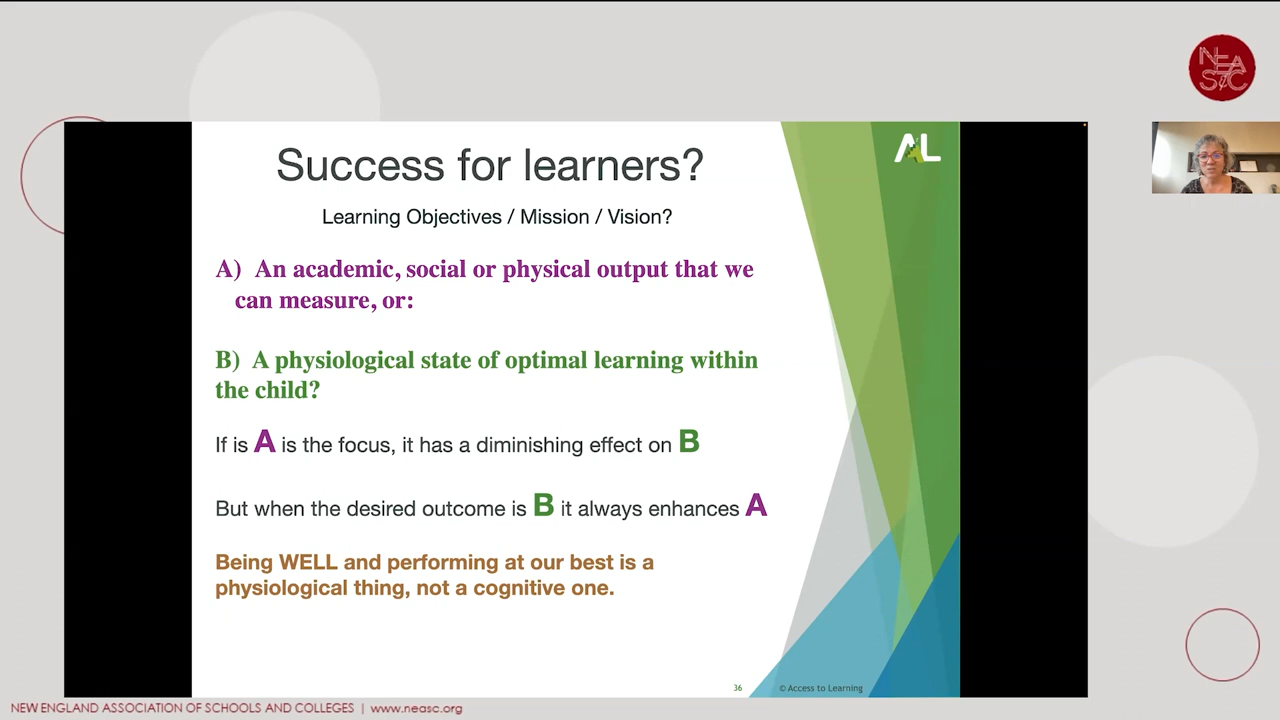 NEASC
AL
Success for learners?
Learning Objectives / Mission / Vision?
A) An academic, social or physical output that we
can measure, or:
B) A physiological state of optimal learning within
the child?
If is A is the focus, it has a diminishing effect on B
But when the desired outcome is B it always enhances A
Being WELL and performing at our best is a
physiological thing, not a cognitive one.
36 © Access to Learning
NEW ENGLAND ASSOCIATION OF SCHOOLS AND COLLEGES | www.neasc.org